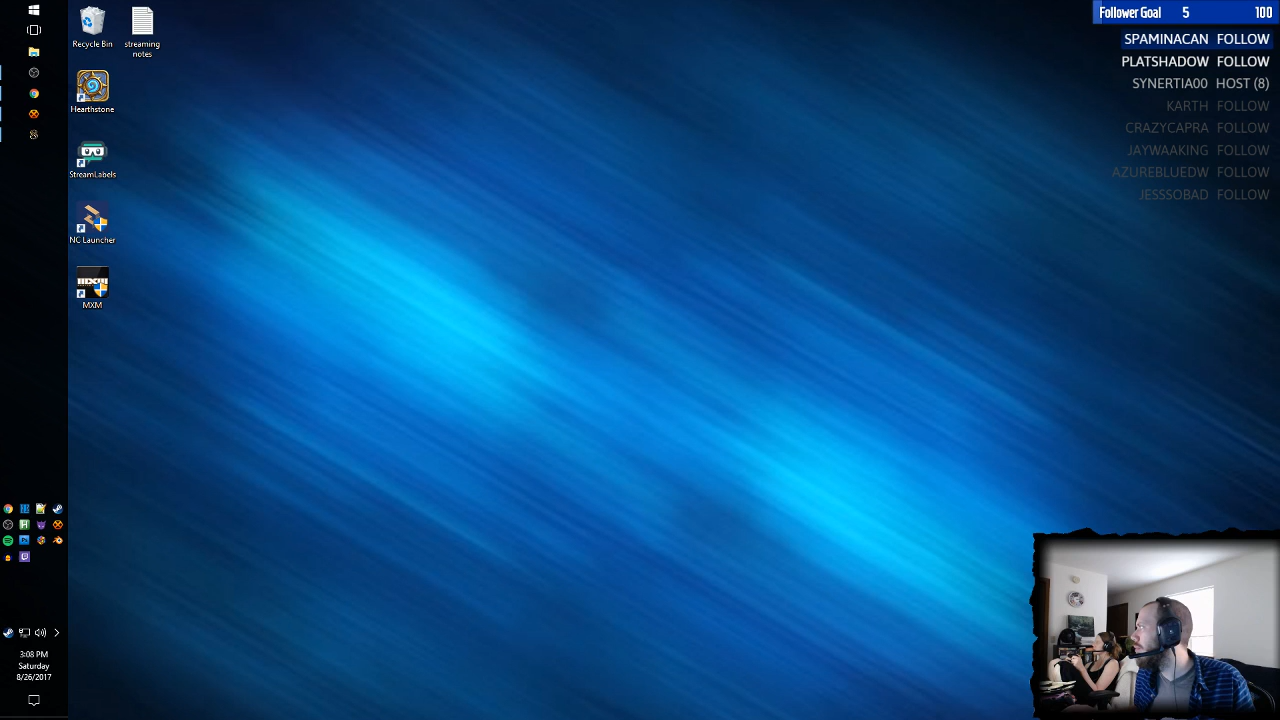 Recycle Bin
streaming
notes
Hearthstone
StreamLabels
NC Launcher
MXM
Follower Goal 5 100
SPAMINACAN FOLLOW
PLATSHADOW FOLLOW
SYNERTIA00 HOST (8)
KARTH FOLLOW
CRAZYCAPRA FOLLOW
JAYWAAKING FOLLOW
AZUREBLUEDW FOLLOW
JESSSOBAD FOLLOW
3:08 PM
Saturday
8/26/2017